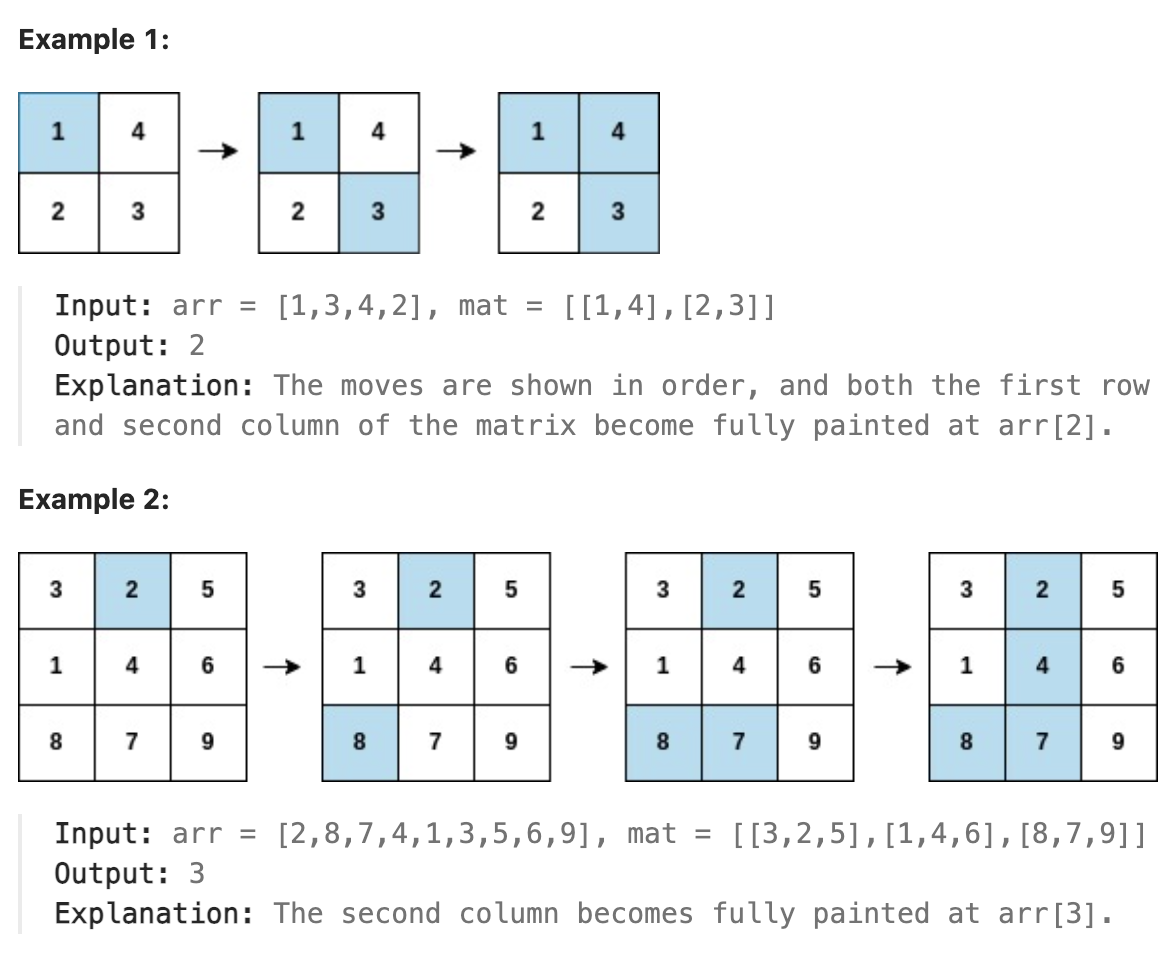 Example 1:
1 4 1 4 1 4
2 3 2 3 2 3
Input: arr = [1,3,4,2], mat = [[1,4],[2,3]]
Output: 2
Explanation: The moves are shown in order, and both the first row
and second column of the matrix become fully painted at arr[2].
Example 2:
3 2 5 3 2 5 3 2 5 3 2 5
1 4 6 1 4 6 1 4 6 1 4 6
8 7 9 8 7 9 8 7 9 8 7 9
Input: arr = [2,8,7,4,1,3,5,6,9], mat = [[3,2,5],[1,4,6],[8,7,9]]
Output: 3
Explanation: The second column becomes fully painted at arr[3].